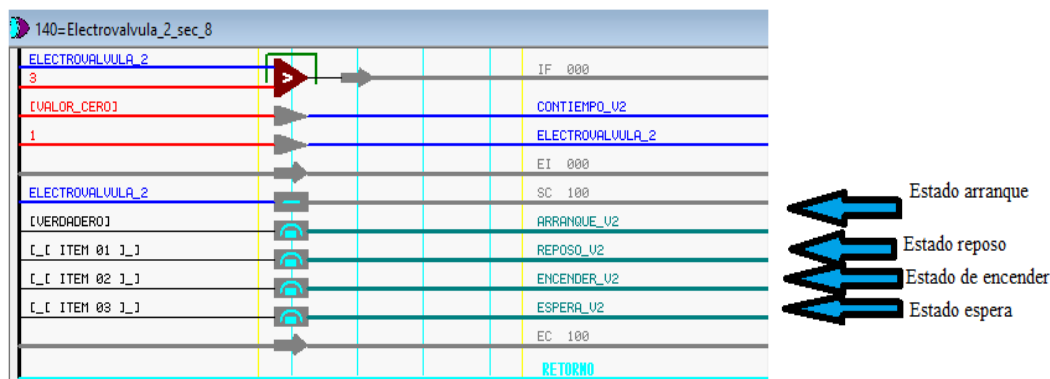 140=Electrovalvula_2_sec_8
ELECTROVALVULA_2
3
>
IF 000
[VALOR_CERO]
CONTIEMPO_V2
1
ELECTROVALVULA_2
EI 000
ELECTROVALVULA_2
SC 100
Estado arranque
[VERDADERO]
ARRANQUE_V2
[_[ ITEM 01 ]_]
REPOSO_V2
Estado reposo
[_[ ITEM 02 ]_]
ENCENDER_V2
Estado de encender
[_[ ITEM 03 ]_]
ESPERA_V2
Estado espera
EC 100
RETORNO